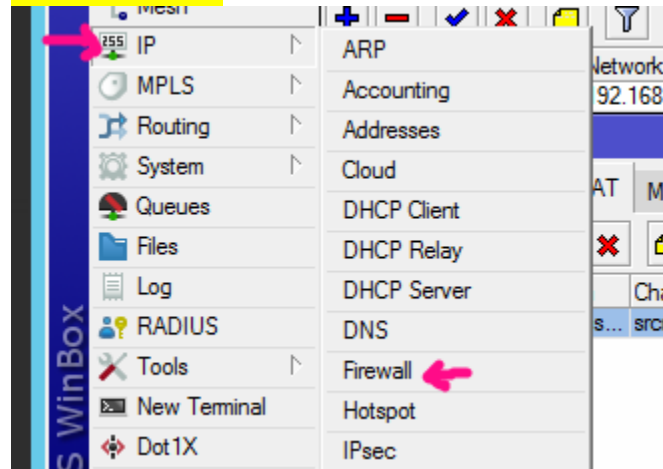 Mesh
255 IP
MPLS
Routing
System
Queues
Files
Log
RADIUS
Tools
New Terminal
Dot1X
ARP
Accounting
Addresses
Cloud
DHCP Client
DHCP Relay
DHCP Server
DNS
Firewall
Hotspot
IPsec
Network
92.168
AT M
Cha
s... src
S WinBox